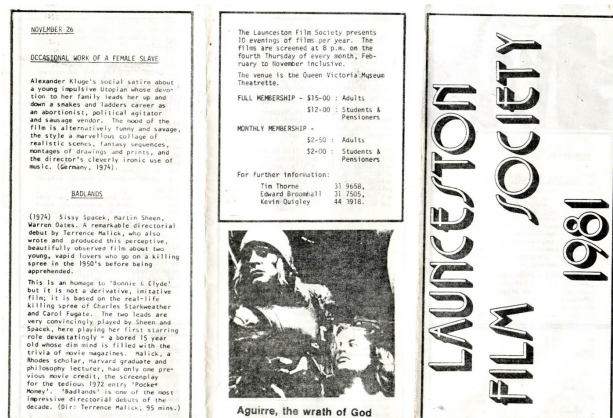 NOVEMBER 26
OCCASIONAL WORK OF A FEMALE SLAVE
Alexander Kluge's social satire about
a young impulsive Utopian whose devo-
tion to her family leads her up and
down a snakes and ladders career as
an abortionist, political agitator
and sausage vendor. The mood of the
film is alternatively funny and savage,
the style a marvellous collage of
realistic scenes, fantasy sequences,
montages of drawings and prints, and
the director's cleverly ironic use of
music. (Germany, 1974).
BADLANDS
(1974) Sissy Spacek, Martin Sheen,
Warren Oates. A remarkable directorial
debut by Terrence Malick, who also
wrote and produced this perceptive,
beautifully observed film about two
young, vapid lovers who go on a killing
spree in the 1950's before being
apprehended.
This is an homage to 'Bonnie & Clyde'
but it is not a derivative, imitative
film; it is based on the real-life
killing spree of Charles Starkweather
and Carol Fugate. The two leads are
very convincingly played by Sheen and
Spacek, here playing her first starring
role devastatingly - a bored 15 year
old whose dim mind is filled with the
trivia of movie magazines. Malick, a
Rhodes scholar, Harvard graduate and
philosophy lecturer, had only one pre-
vious movie credit, the screenplay
for the tedious 1972 entry 'Pocket
Money'. 'Badlands' is one of the most
impressive directorial debuts of the
decade. (Dir: Terrence Malick, 95 mins.)
The Launceston Film Society presents
10 evenings of films per year. The
films are screened at 8 p.m. on the
fourth Thursday of every month, Feb-
ruary to November inclusive.
The venue is the Queen Victoria Museum
Theatrette.
FULL MEMBERSHIP - $15-00 : Adults
$12-00 : Students &
Pensioners
MONTHLY MEMBERSHIP -
$2-50 : Adults
$2-00 : Students &
Pensioners
For further information:
Tim Thorne 31 9658,
Edward Broomhall 31 7505,
Kevin Quigley 44 3918.
Aguirre, the wrath of God
LAUNCESTON
FILM SOCIETY
1981